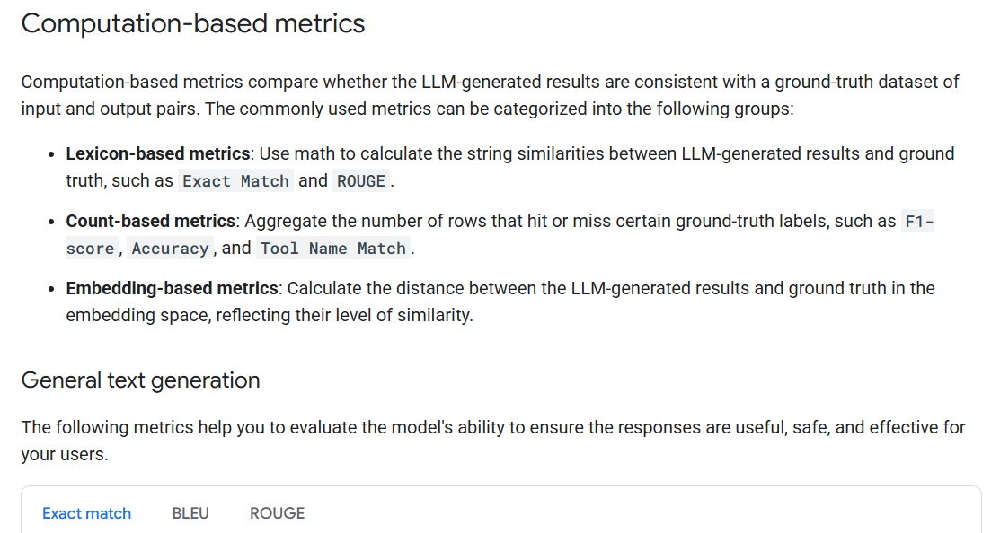 Computation-based metrics
Computation-based metrics compare whether the LLM-generated results are consistent with a ground-truth dataset of
input and output pairs. The commonly used metrics can be categorized into the following groups:
• Lexicon-based metrics: Use math to calculate the string similarities between LLM-generated results and ground
truth, such as Exact Match and ROUGE.
• Count-based metrics: Aggregate the number of rows that hit or miss certain ground-truth labels, such as F1-
score, Accuracy, and Tool Name Match.
• Embedding-based metrics: Calculate the distance between the LLM-generated results and ground truth in the
embedding space, reflecting their level of similarity.
General text generation
The following metrics help you to evaluate the model's ability to ensure the responses are useful, safe, and effective for
your users.
Exact match BLEU ROUGE